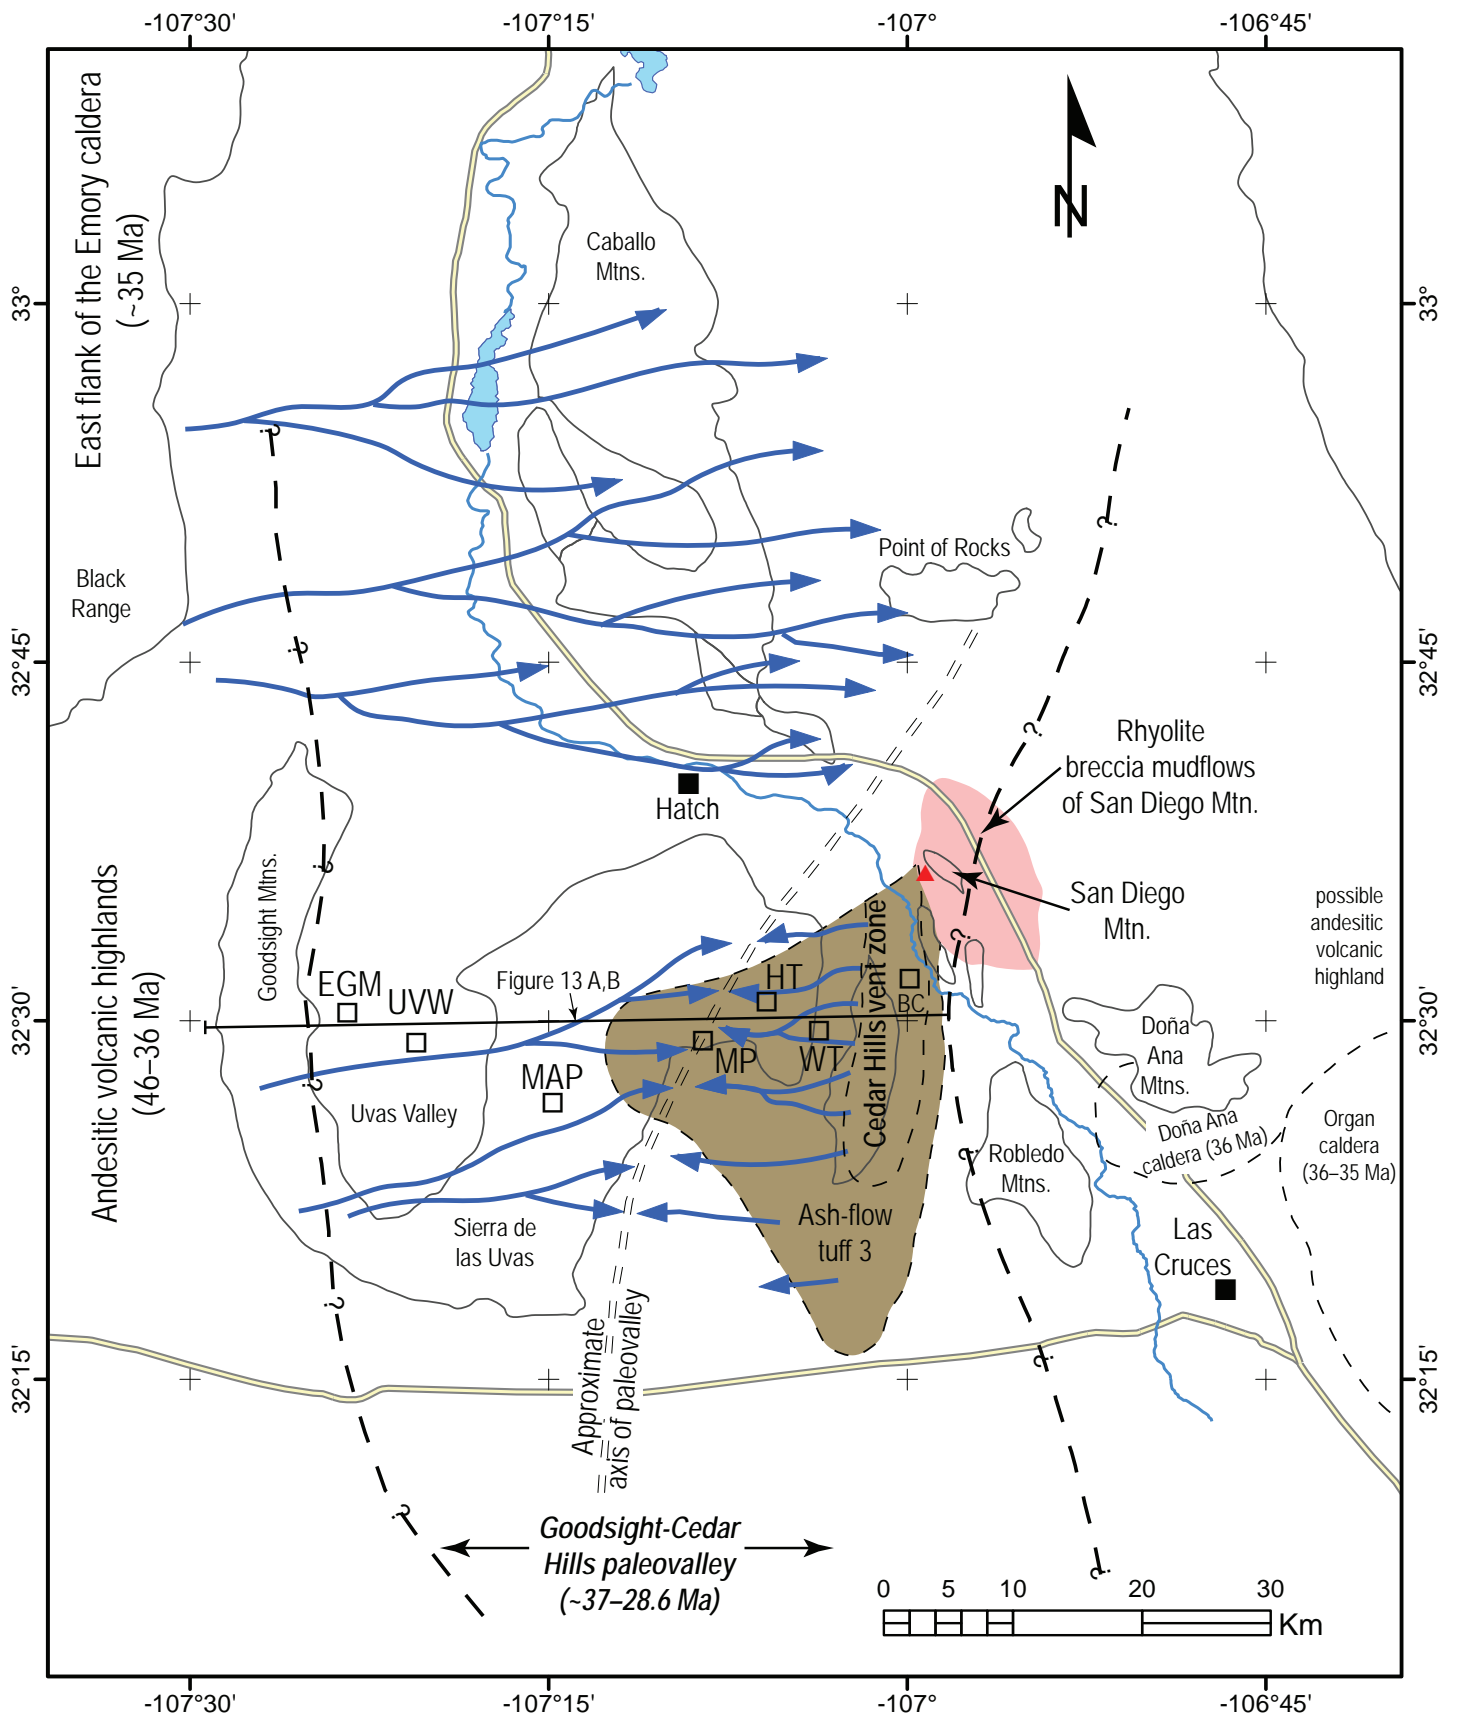 -107°30'
-107°15'
-107°
-106°45'
East flank of the Emory caldera
(~35 Ma)
N
Caballo
Mtns.
33°
33°
?
?
Point of Rocks
Black
Range
?
32°45'
32°45'
?
Rhyolite
breccia mudflows
of San Diego Mtn.
Hatch
?
San Diego
Mtn.
Andesitic volcanic highlands
(46–36 Ma)
Goodsight Mtns.
possible
andesitic
volcanic
highland
?
Cedar Hills vent zone
EGM
UVW
Figure 13 A,B
HT
BC
32°30'
32°30'
MP
WT
Doña
Ana
Mtns.
?
MAP
Uvas Valley
Doña Ana
caldera (36 Ma)
Organ
caldera
(36–35 Ma)
?
Robledo
Mtns.
Sierra de
las Uvas
Ash-flow
tuff 3
Las
Cruces
?
Approximate
axis of paleovalley
32°15'
32°15'
?
?
Goodsight-Cedar
Hills paleovalley
(~37–28.6 Ma)
?
0 5 10 20 30
Km
-107°30'
-107°15'
-107°
-106°45'